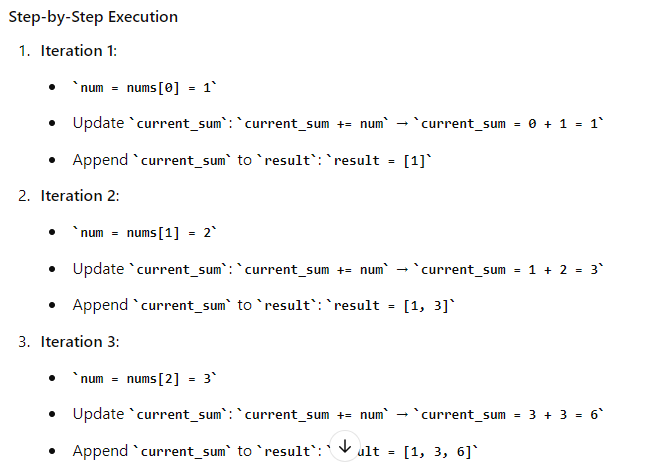 Step-by-Step Execution
1. Iteration 1:
• `num = nums[0] = 1`
• Update `current_sum`: `current_sum += num` → `current_sum = 0 + 1 = 1`
• Append `current_sum` to `result`: `result = [1]`
2. Iteration 2:
• `num = nums[1] = 2`
• Update `current_sum`: `current_sum += num` → `current_sum = 1 + 2 = 3`
• Append `current_sum` to `result`: `result = [1, 3]`
3. Iteration 3:
• `num = nums[2] = 3`
• Update `current_sum`: `current_sum += num` → `current_sum = 3 + 3 = 6`
• Append `current_sum` to `result`: ` ult = [1, 3, 6]`